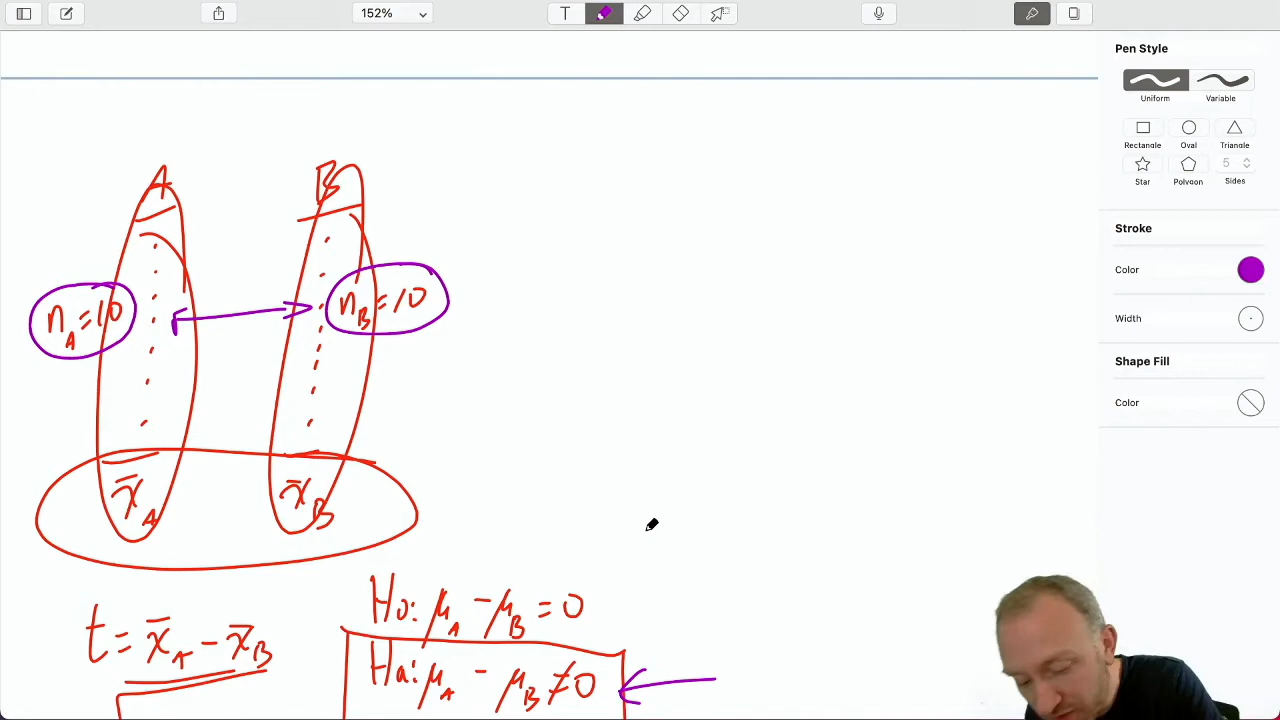 152%
T
Pen Style
Uniform
Variable
Rectangle
Oval
Triangle
Star
Polygon
5
Sides
Stroke
Color
Width
Shape Fill
Color
A
B
n_A=10
n_B=10
x̄_A
x̄_B
H0: μ_A - μ_B = 0
t = x̄_A - x̄_B
Ha: μ_A - μ_B ≠ 0